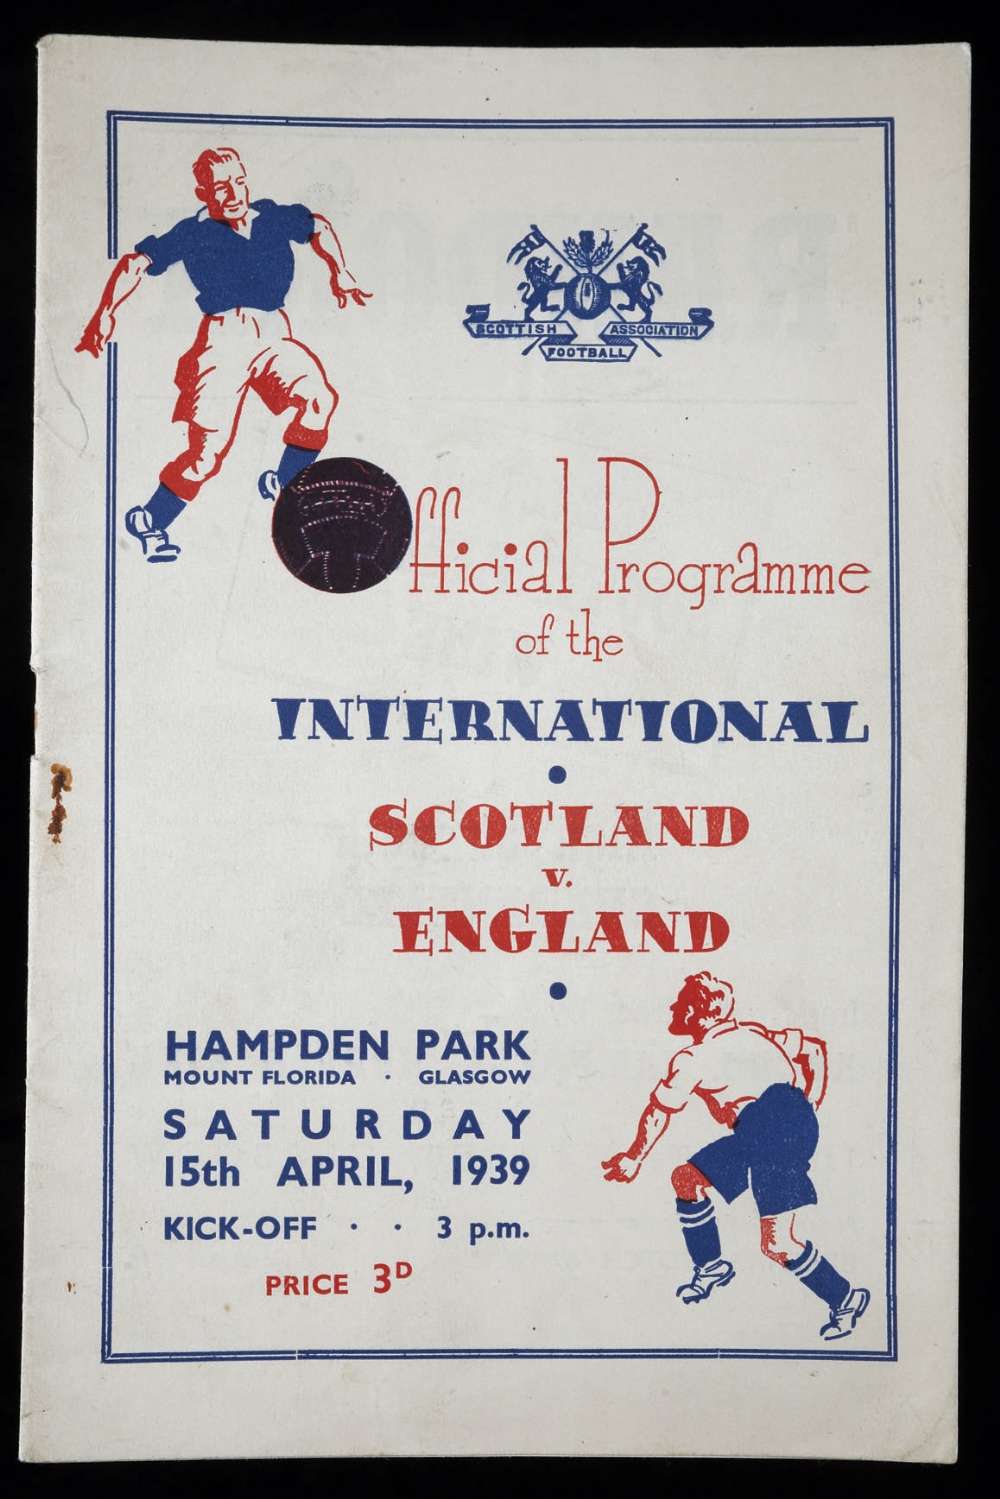 SCOTTISH ASSOCIATION
FOOTBALL
Official Programme
of the
INTERNATIONAL
SCOTLAND
v.
ENGLAND
HAMPDEN PARK
MOUNT FLORIDA · GLASGOW
SATURDAY
15th APRIL, 1939
KICK-OFF · · 3 p.m.
PRICE 3D